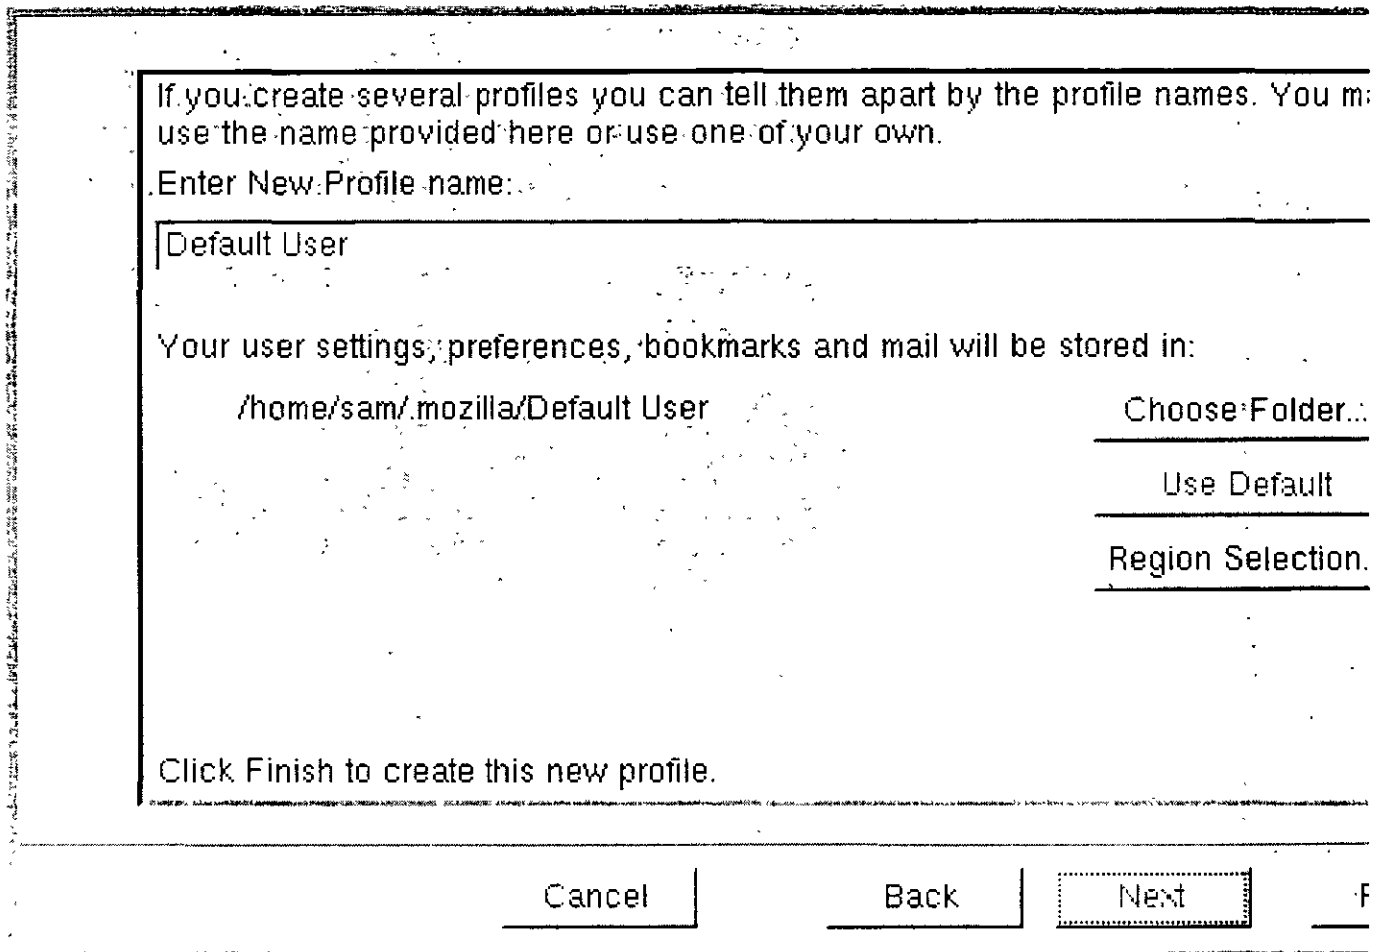 If you create several profiles you can tell them apart by the profile names. You
use the name provided here or use one of your own.
Enter New Profile name:
Default User
Your user settings, preferences, bookmarks and mail will be stored in:
/home/sam/.mozilla/Default User
Choose Folder...
Use Default
Region Selection.
Click Finish to create this new profile.
Cancel
Back
Next